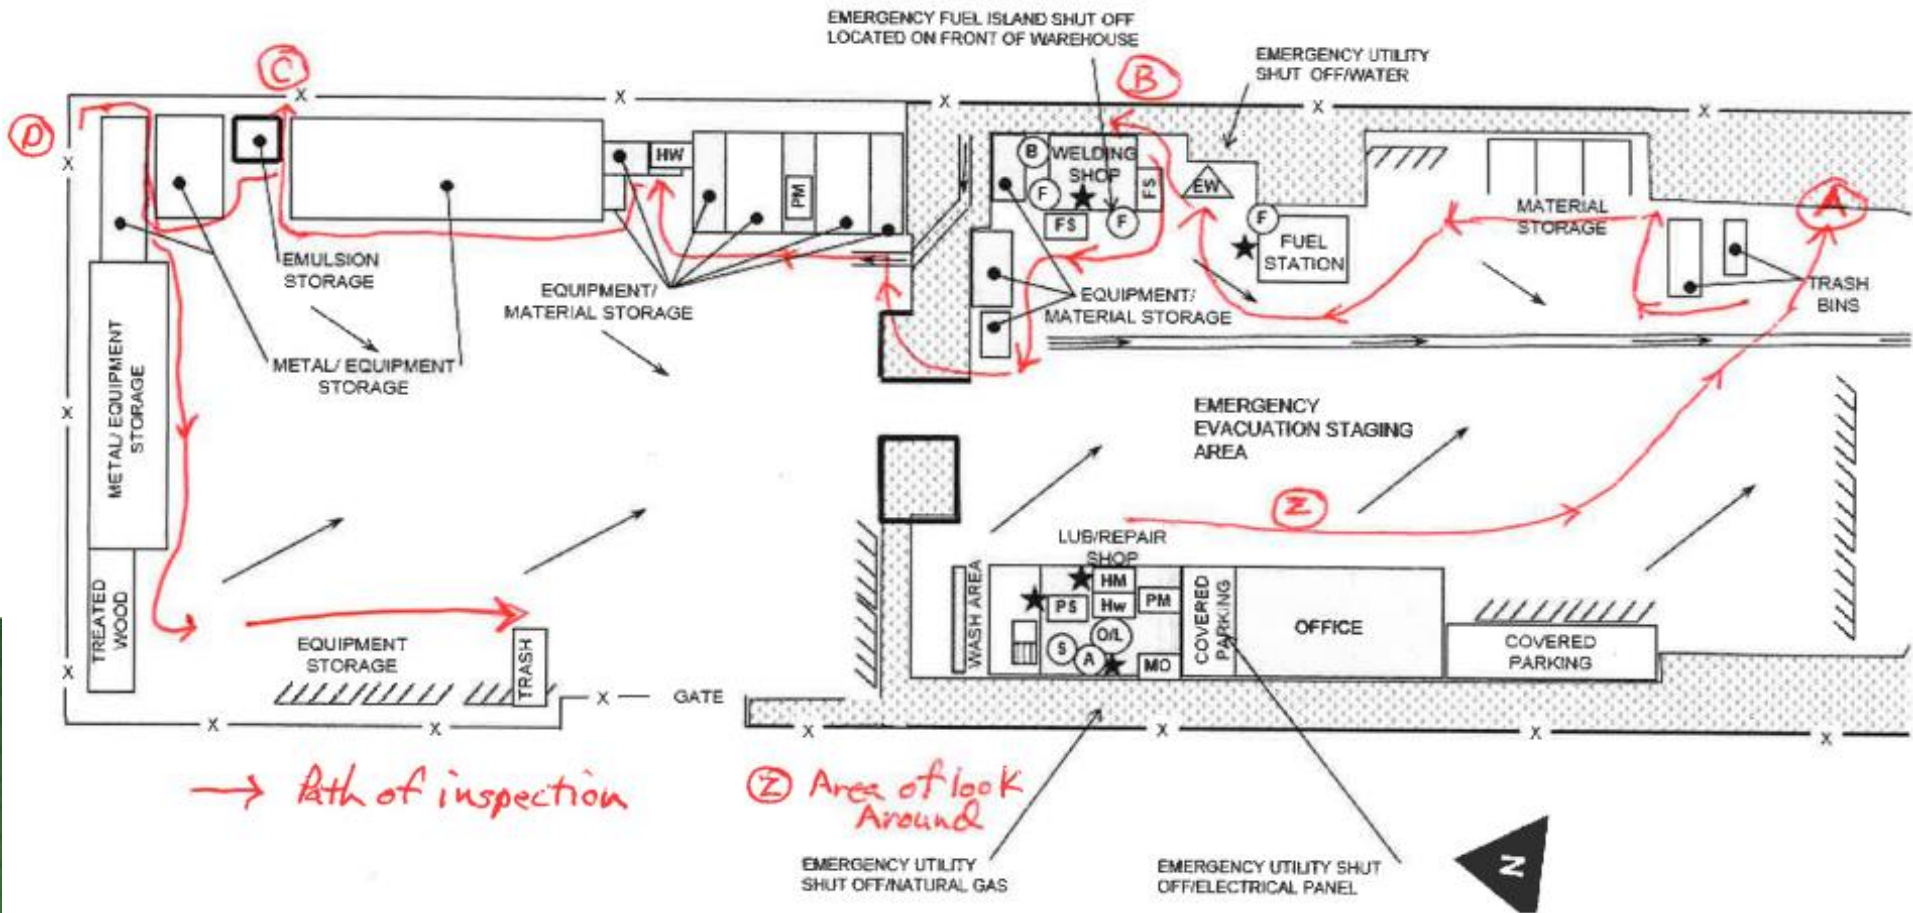 EMERGENCY FUEL ISLAND SHUT OFF
LOCATED ON FRONT OF WAREHOUSE
EMERGENCY UTILITY
SHUT OFF/WATER
C
B
D
X
X
X
X
X
X
HW
PM
B
WELDING
SHOP
F
FS
FS
F
EW
F
FUEL
STATION
MATERIAL
STORAGE
A
TRASH
BINS
EMULSION
STORAGE
EQUIPMENT/
MATERIAL STORAGE
EQUIPMENT/
MATERIAL STORAGE
METAL/ EQUIPMENT
STORAGE
METAL/ EQUIPMENT
STORAGE
X
EMERGENCY
EVACUATION STAGING
AREA
Z
LUB/REPAIR
SHOP
WASH AREA
HM
PS
Hw
PM
O/L
S
A
MO
COVERED
PARKING
OFFICE
COVERED
PARKING
TREATED
WOOD
EQUIPMENT
STORAGE
TRASH
X
X
GATE
X
X
X
X
X
X
Path of inspection
Z Area of look
Around
EMERGENCY UTILITY
SHUT OFF/NATURAL GAS
EMERGENCY UTILITY SHUT
OFF/ELECTRICAL PANEL
N